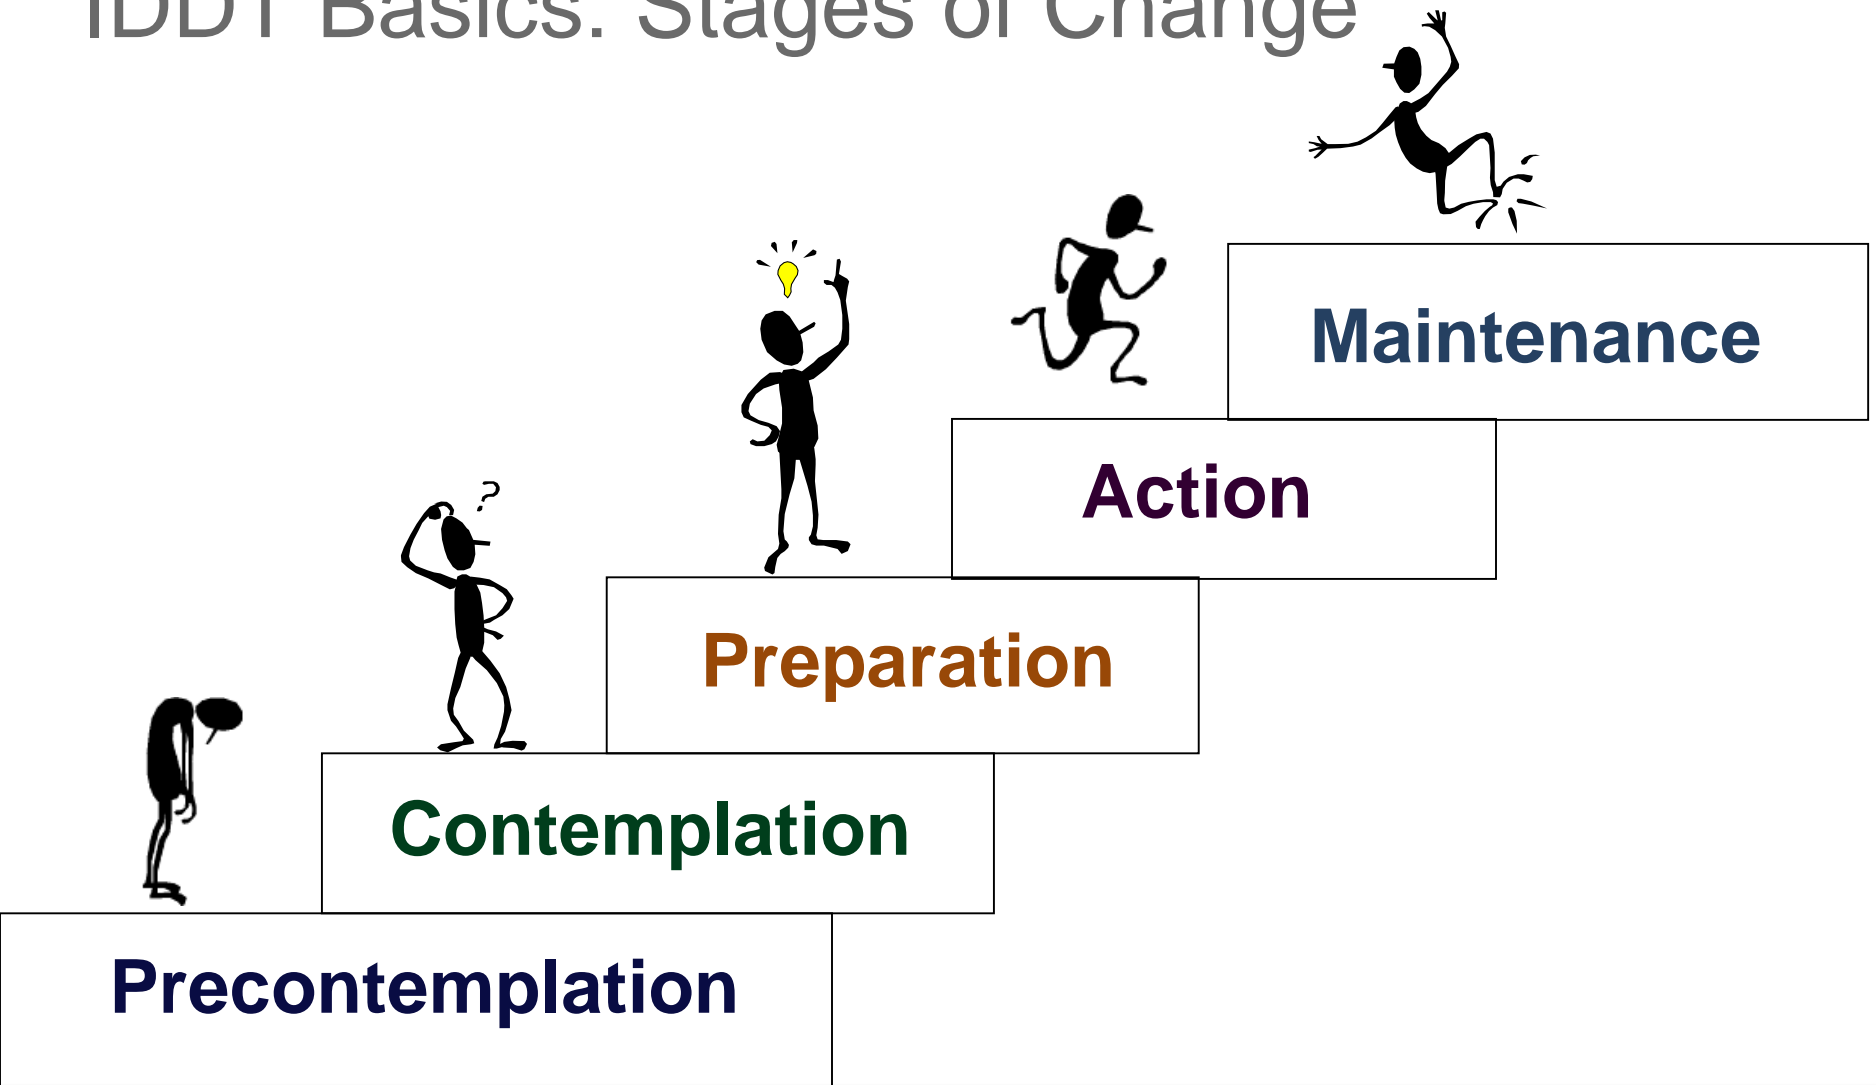 IDDT Basics: Stages of Change
?
Maintenance
Action
Preparation
Contemplation
Precontemplation